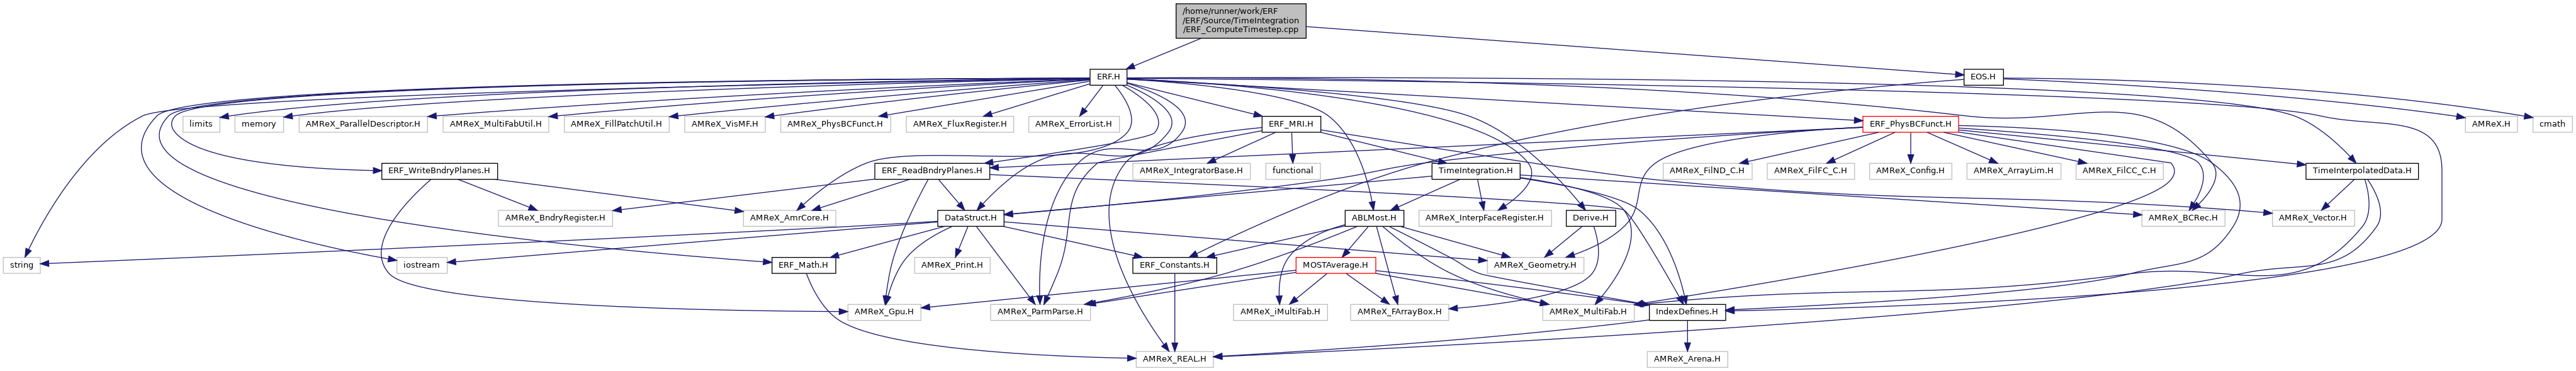 /home/runner/work/ERF
/ERF/Source/TimeIntegration
/ERF_ComputeTimestep.cpp
ERF.H
EOS.H
limits
memory
AMReX_ParallelDescriptor.H
AMReX_MultiFabUtil.H
AMReX_FillPatchUtil.H
AMReX_VisMF.H
AMReX_PhysBCFunct.H
AMReX_FluxRegister.H
AMReX_ErrorList.H
ERF_MRI.H
ERF_PhysBCFunct.H
AMReX.H
cmath
ERF_WriteBndryPlanes.H
ERF_ReadBndryPlanes.H
AMReX_IntegratorBase.H
functional
TimeIntegration.H
AMReX_FilND_C.H
AMReX_FilFC_C.H
AMReX_Config.H
AMReX_ArrayLim.H
AMReX_FilCC_C.H
TimeInterpolatedData.H
AMReX_BndryRegister.H
AMReX_AmrCore.H
DataStruct.H
ABLMost.H
AMReX_InterpFaceRegister.H
Derive.H
AMReX_BCRec.H
AMReX_Vector.H
string
iostream
ERF_Math.H
AMReX_Print.H
ERF_Constants.H
MOSTAverage.H
AMReX_Geometry.H
AMReX_Gpu.H
AMReX_ParmParse.H
AMReX_iMultiFab.H
AMReX_FArrayBox.H
AMReX_MultiFab.H
IndexDefines.H
AMReX_REAL.H
AMReX_Arena.H